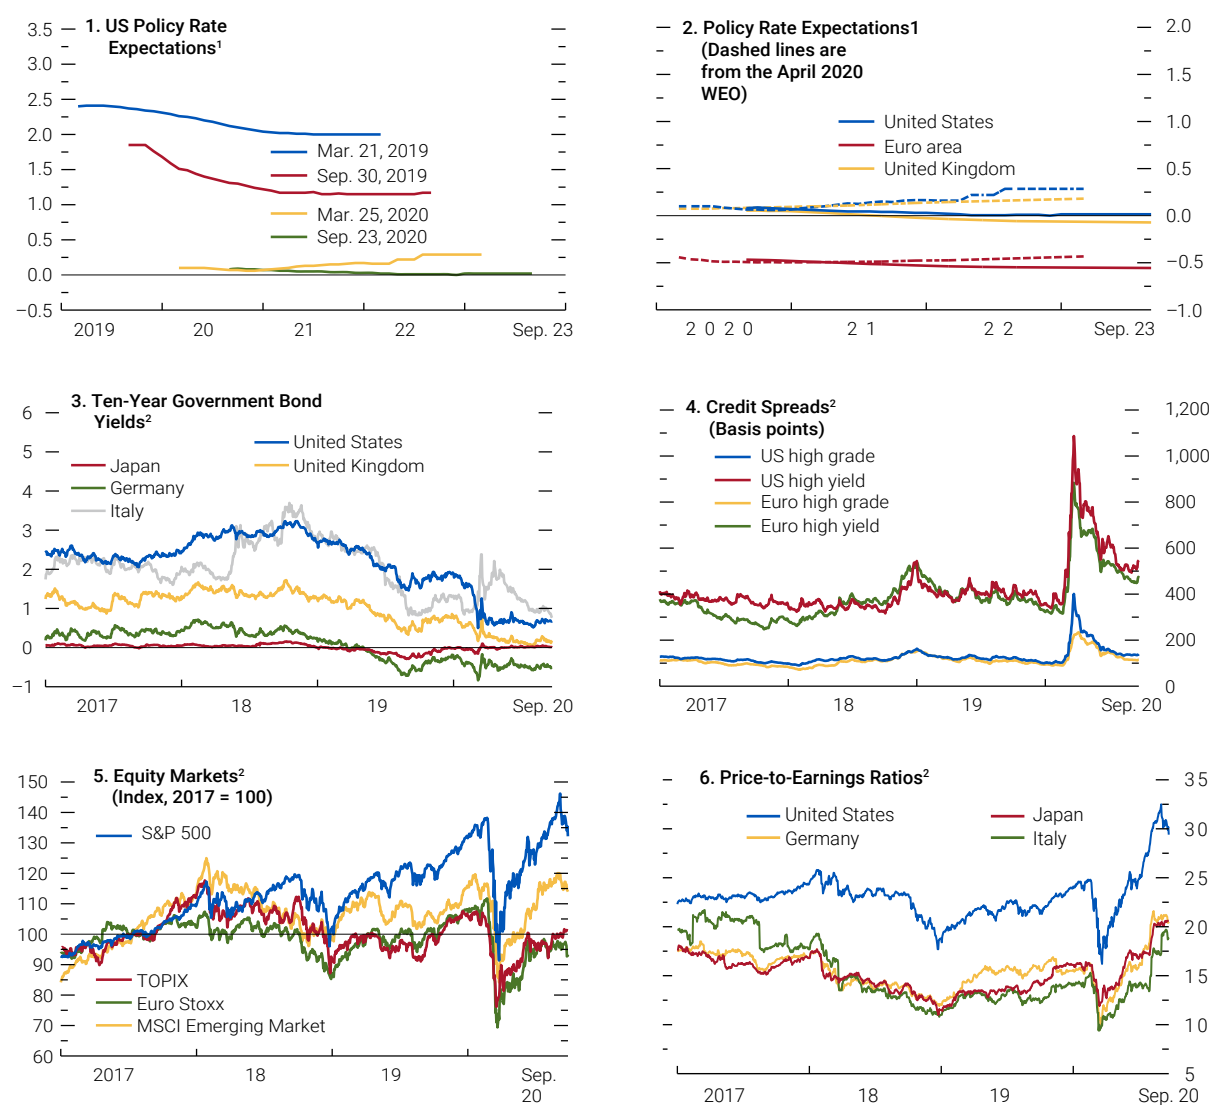 1. US Policy Rate
Expectations¹
3.5
3.0
2.5
2.0
1.5
1.0
0.5
0.0
−0.5
Mar. 21, 2019
Sep. 30, 2019
Mar. 25, 2020
Sep. 23, 2020
2019
20
21
22
Sep. 23
2. Policy Rate Expectations1
(Dashed lines are
from the April 2020
WEO)
United States
Euro area
United Kingdom
2.0
1.5
1.0
0.5
0.0
−0.5
−1.0
2 0 2 0
2 1
2 2
Sep. 23
3. Ten-Year Government Bond
Yields²
6
5
4
3
2
1
0
−1
United States
Japan
United Kingdom
Germany
Italy
2017
18
19
Sep. 20
4. Credit Spreads²
(Basis points)
US high grade
US high yield
Euro high grade
Euro high yield
1,200
1,000
800
600
400
200
0
2017
18
19
Sep. 20
5. Equity Markets²
(Index, 2017 = 100)
150
140
130
120
110
100
90
80
70
60
S&P 500
TOPIX
Euro Stoxx
MSCI Emerging Market
2017
18
19
Sep.
20
6. Price-to-Earnings Ratios²
United States
Japan
Germany
Italy
35
30
25
20
15
10
5
2017
18
19
Sep. 20